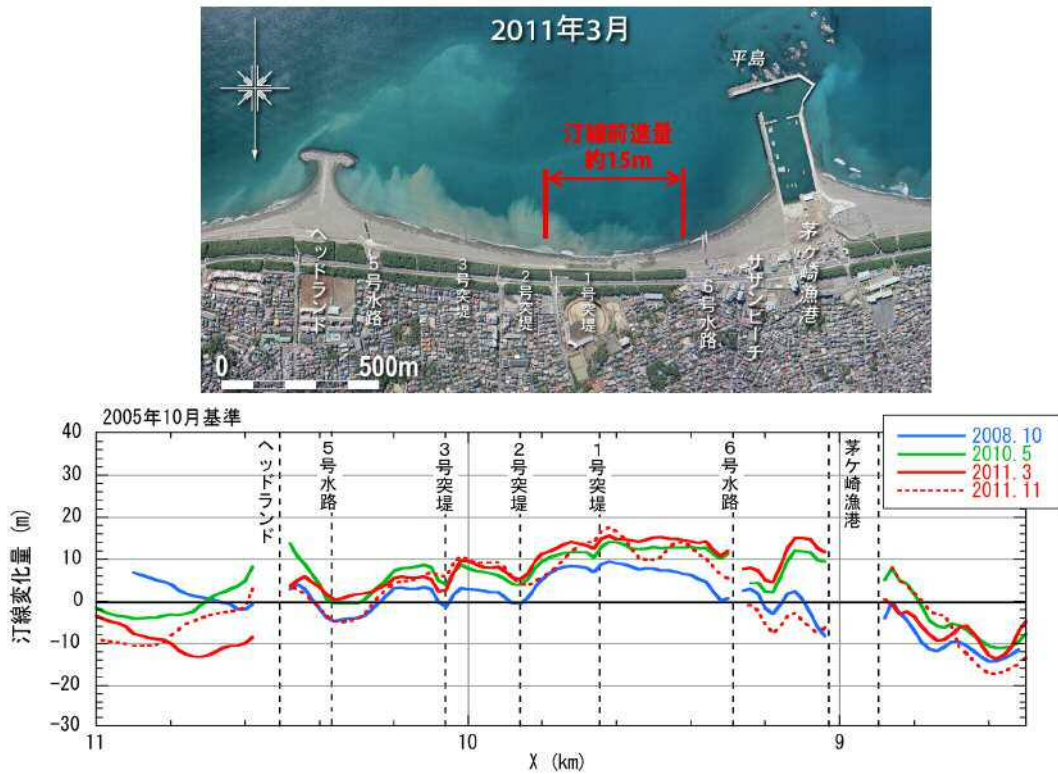 2011年3月
平島
汀線前進量
約15m
ヘッドランド
5号水路
3号突堤
2号突堤
1号突堤
6号水路
サザンビーチ
茅ケ崎漁港
0 500m
2005年10月基準
2008.10
2010.5
2011.3
2011.11
ヘッドランド
5号水路
3号突堤
2号突堤
1号突堤
6号水路
茅ケ崎漁港
汀線変化量 (m)
40
30
20
10
0
-10
-20
-30
11 10 9
X (km)